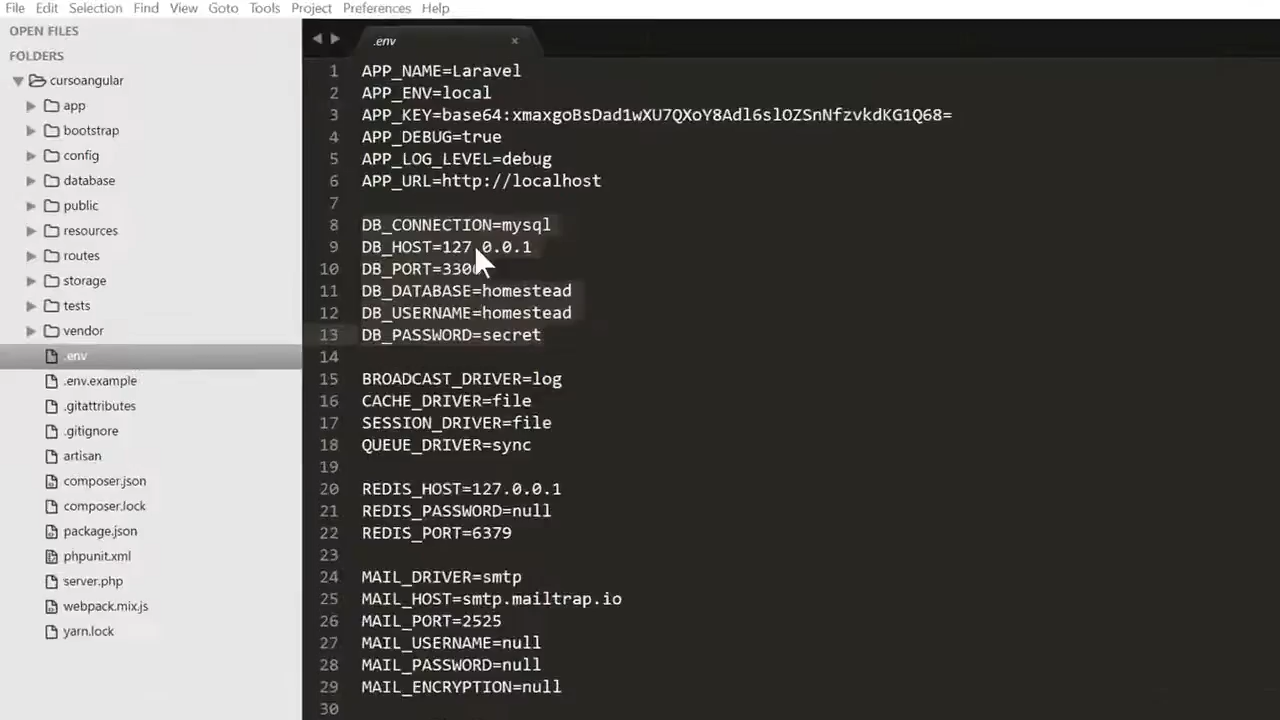 File Edit Selection Find View Goto Tools Project Preferences Help
OPEN FILES
FOLDERS
cursoangular
app
bootstrap
config
database
public
resources
routes
storage
tests
vendor
.env
.env.example
.gitattributes
.gitignore
artisan
composer.json
composer.lock
package.json
phpunit.xml
server.php
webpack.mix.js
yarn.lock
.env ×
1 APP_NAME=Laravel
2 APP_ENV=local
3 APP_KEY=base64:xmaxgoBsDad1wXU7QXoY8Adl6slOZSnNfzvkdKG1Q68=
4 APP_DEBUG=true
5 APP_LOG_LEVEL=debug
6 APP_URL=http://localhost
7
8 DB_CONNECTION=mysql
9 DB_HOST=127.0.0.1
10 DB_PORT=3306
11 DB_DATABASE=homestead
12 DB_USERNAME=homestead
13 DB_PASSWORD=secret
14
15 BROADCAST_DRIVER=log
16 CACHE_DRIVER=file
17 SESSION_DRIVER=file
18 QUEUE_DRIVER=sync
19
20 REDIS_HOST=127.0.0.1
21 REDIS_PASSWORD=null
22 REDIS_PORT=6379
23
24 MAIL_DRIVER=smtp
25 MAIL_HOST=smtp.mailtrap.io
26 MAIL_PORT=2525
27 MAIL_USERNAME=null
28 MAIL_PASSWORD=null
29 MAIL_ENCRYPTION=null
30